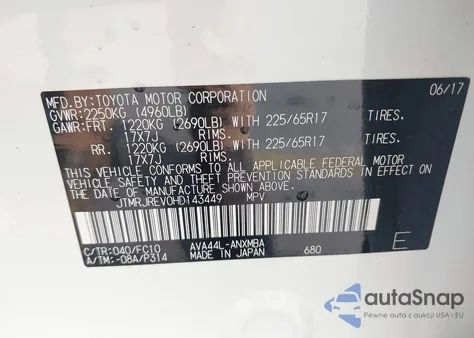 MFD.BY:TOYOTA MOTOR CORPORATION 06/17
GVWR:2250KG (4960LB)
GAWR:FRT. 1220KG (2690LB) WITH 225/65R17 TIRES.
17X7J RIMS.
RR. 1220KG (2690LB) WITH 225/65R17 TIRES.
17X7J RIMS.
THIS VEHICLE CONFORMS TO ALL APPLICABLE FEDERAL MOTOR
VEHICLE SAFETY AND BUMPER STANDARDS IN EFFECT ON
THE DATE OF MANUFACTURE SHOWN ABOVE.
JTMRJREV0HD143449 MPV
C/TR:040/FC10 AVA44L-ANXMBA 680 E
A/TM:-08A/P314 MADE IN JAPAN
autaSnap
Pewne auta z aukcji USA i EU